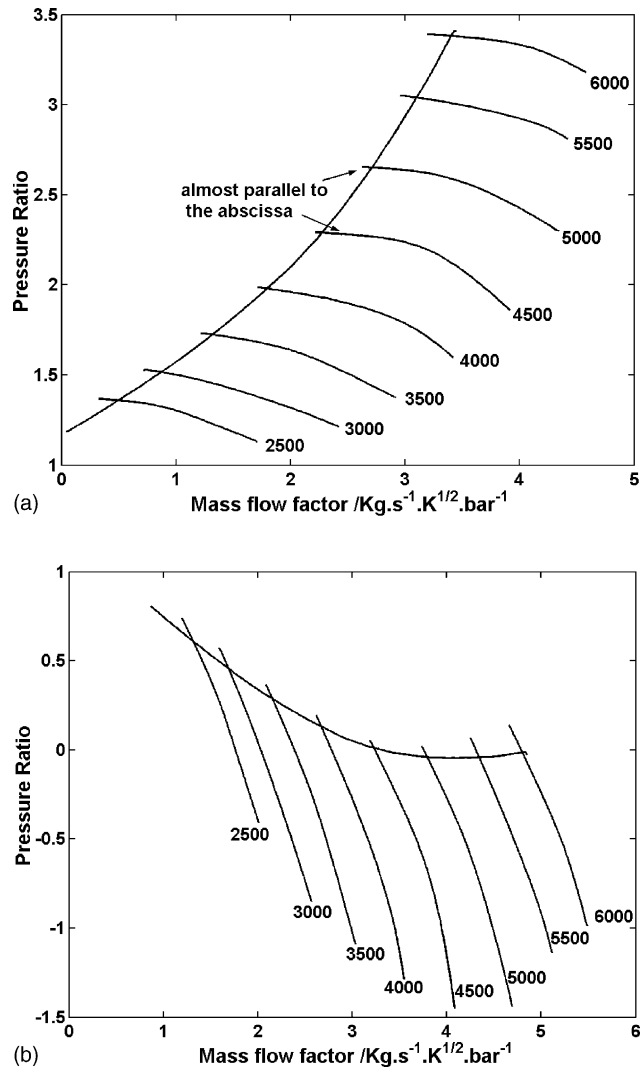 3.5
3
2.5
2
1.5
1
Pressure Ratio
6000
5500
5000
almost parallel to
the abscissa
4500
4000
3500
3000
2500
0 1 2 3 4 5
(a)
Mass flow factor /Kg.s⁻¹.K¹/².bar⁻¹
1
0.5
0
-0.5
-1
-1.5
Pressure Ratio
2500
3000
3500
4000
4500
5000
5500
6000
0 1 2 3 4 5 6
(b)
Mass flow factor /Kg.s⁻¹.K¹/².bar⁻¹